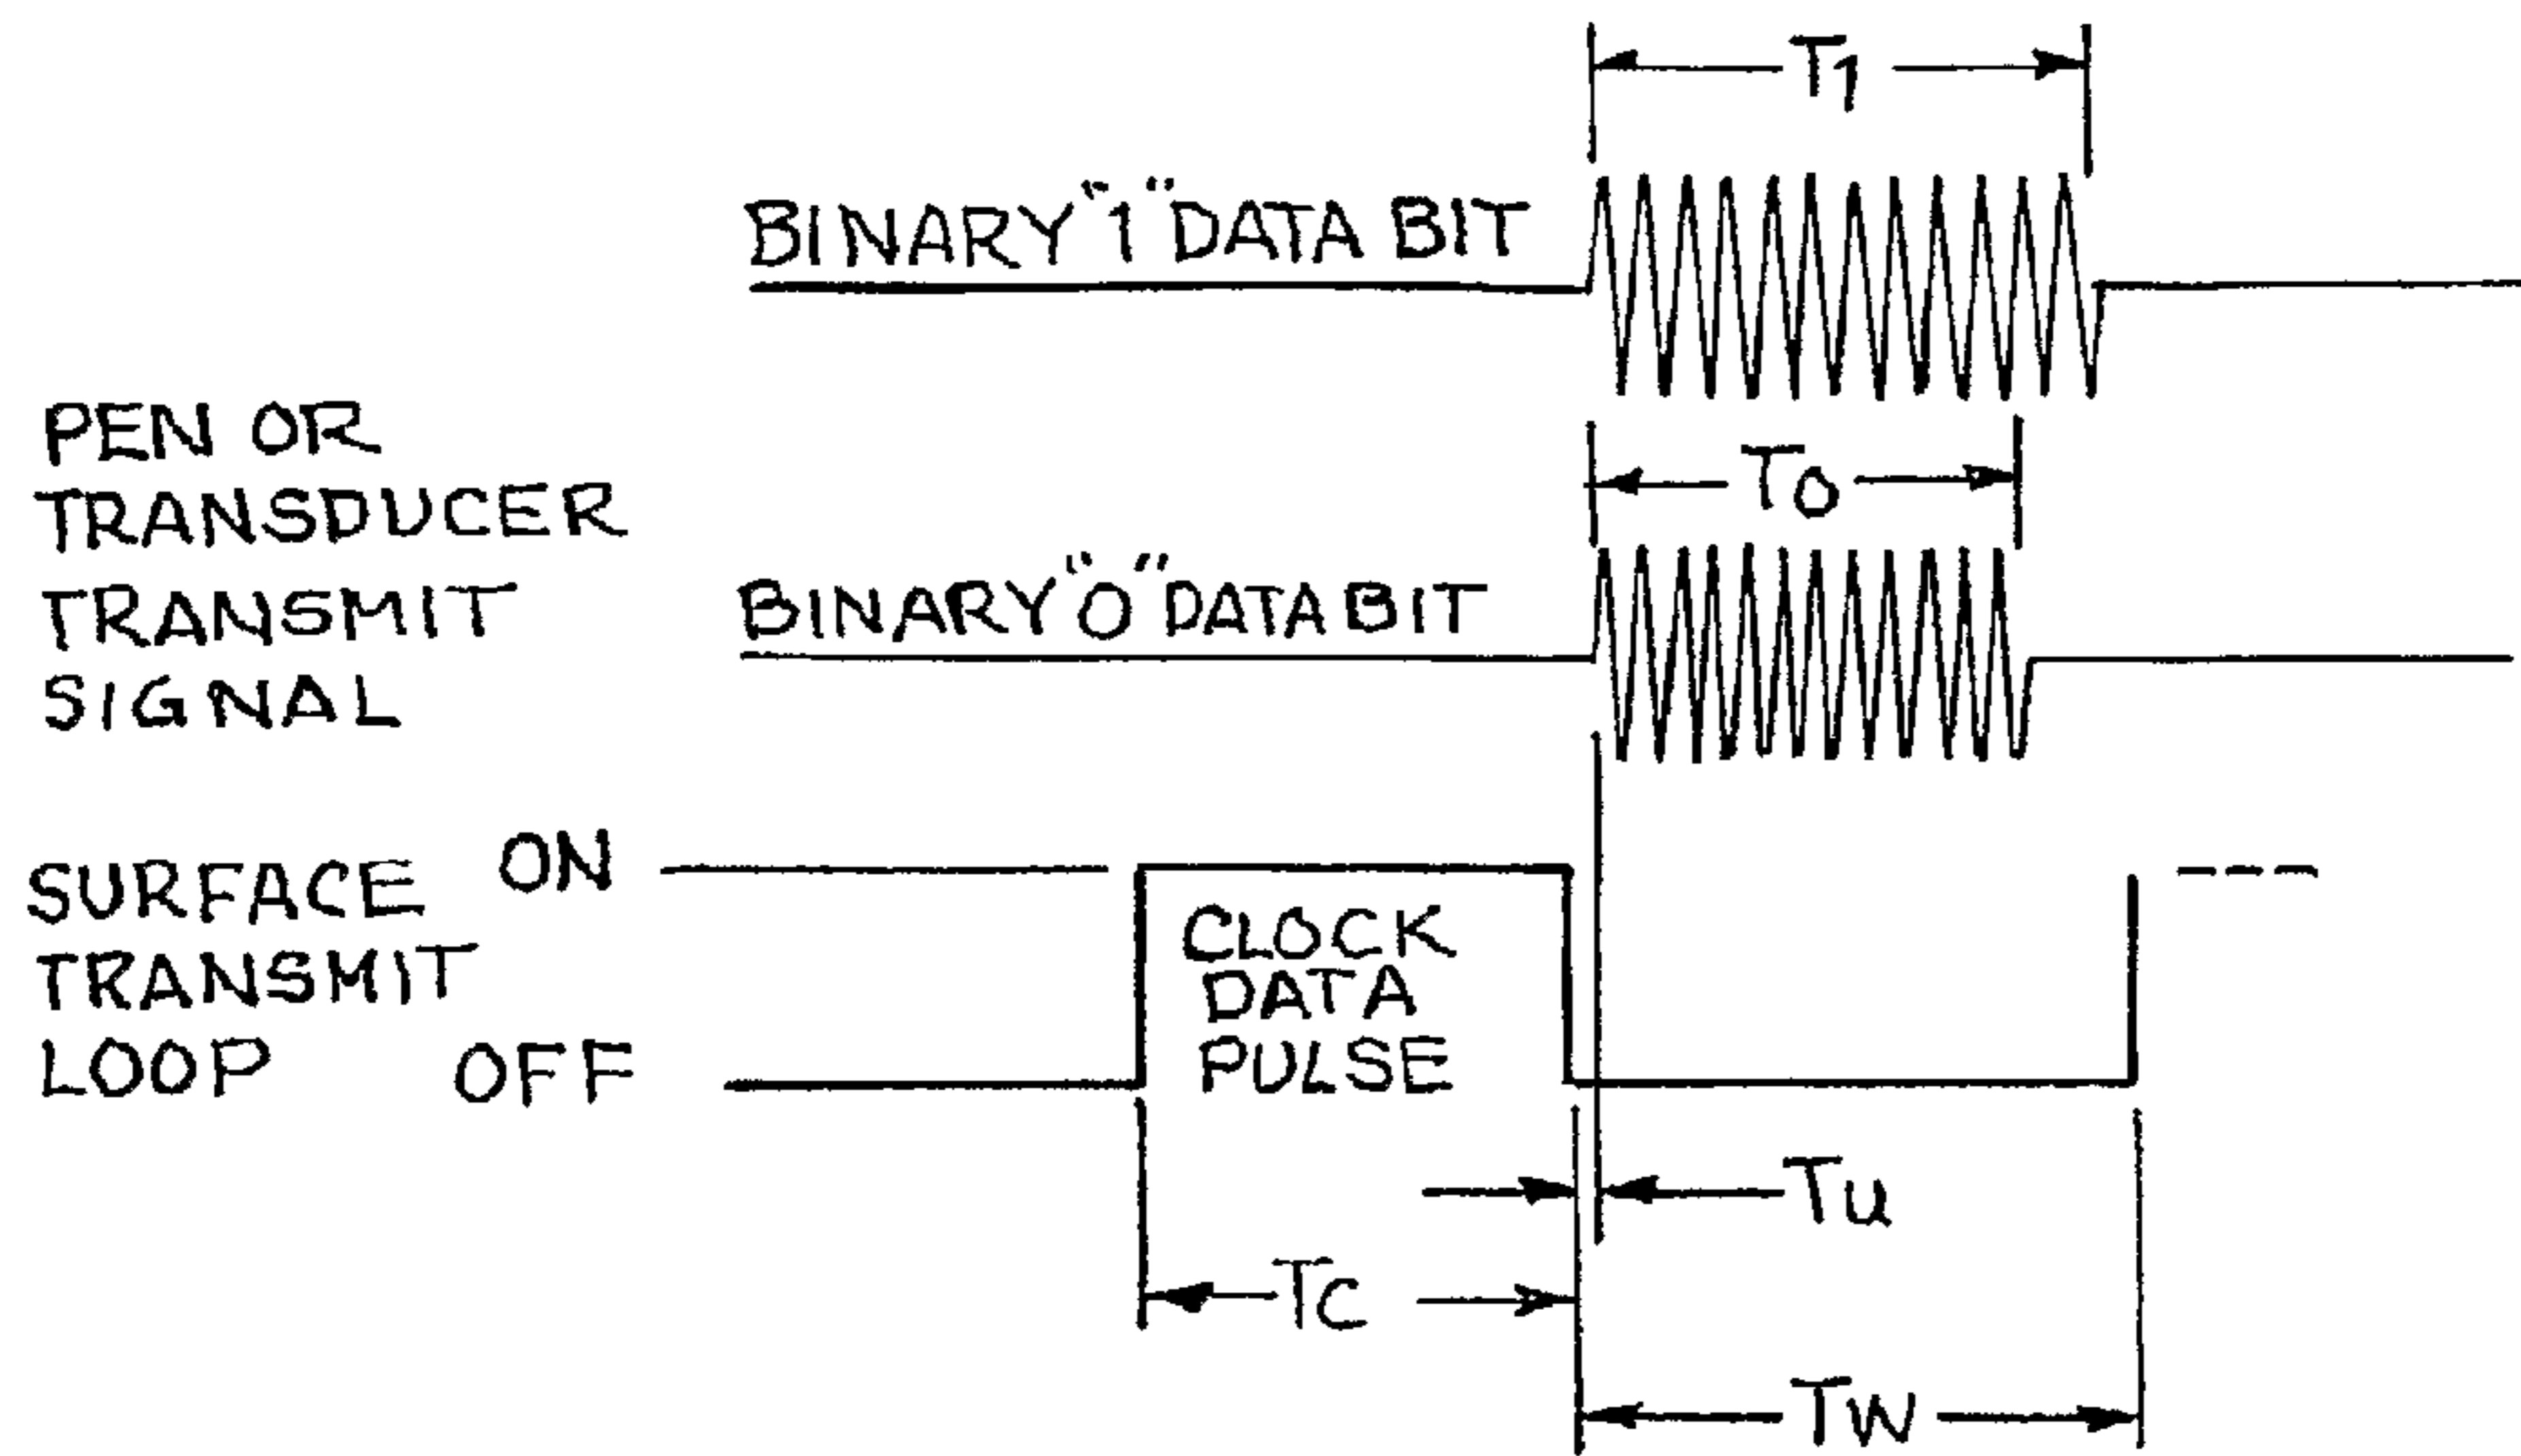 T1
BINARY "1" DATA BIT
PEN OR
TRANSDUCER
TRANSMIT
SIGNAL
TO
BINARY "0" DATA BIT
SURFACE
TRANSMIT
LOOP
ON
OFF
CLOCK
DATA
PULSE
TU
TC
TW